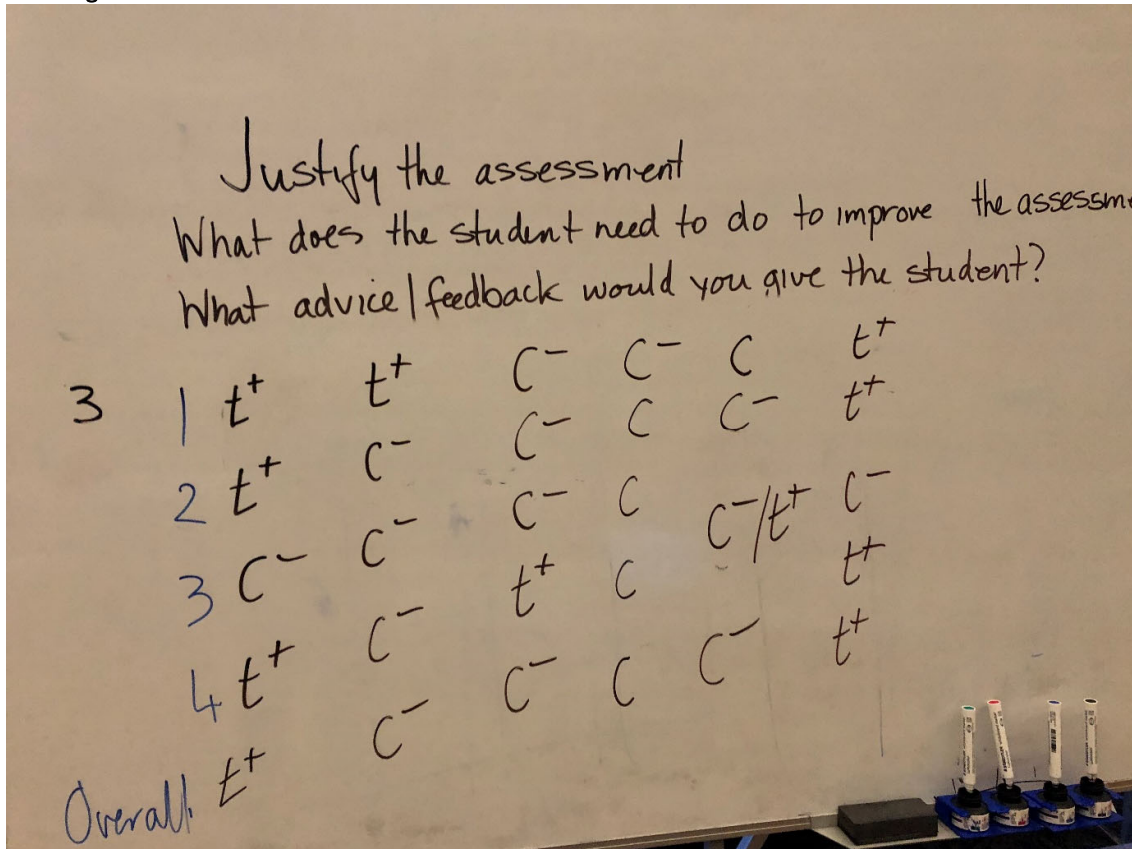 Justify the assessment
What does the student need to do to improve the assessm
What advice/feedback would you give the student?
3 1 t+ t+ C- C- C t+
2 t+ C- C- C C- t+
3 C- C- C- C C-/t+ C-
4 t+ C- t+ C t+
Overall t+ C- C- C C- t+